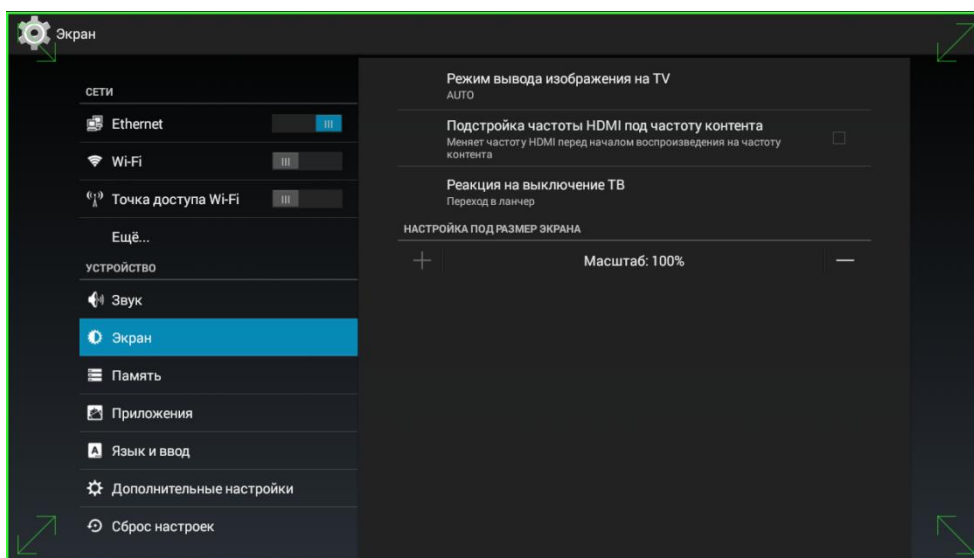 Экран
СЕТИ
Ethernet
Wi-Fi
Точка доступа Wi-Fi
Ещё...
УСТРОЙСТВО
Звук
Экран
Память
Приложения
Язык и ввод
Дополнительные настройки
Сброс настроек
Режим вывода изображения на TV
AUTO
Подстройка частоты HDMI под частоту контента
Меняет частоту HDMI перед началом воспроизведения на частоту
контента
Реакция на выключение ТВ
Переход в ланчер
НАСТРОЙКА ПОД РАЗМЕР ЭКРАНА
Масштаб: 100%